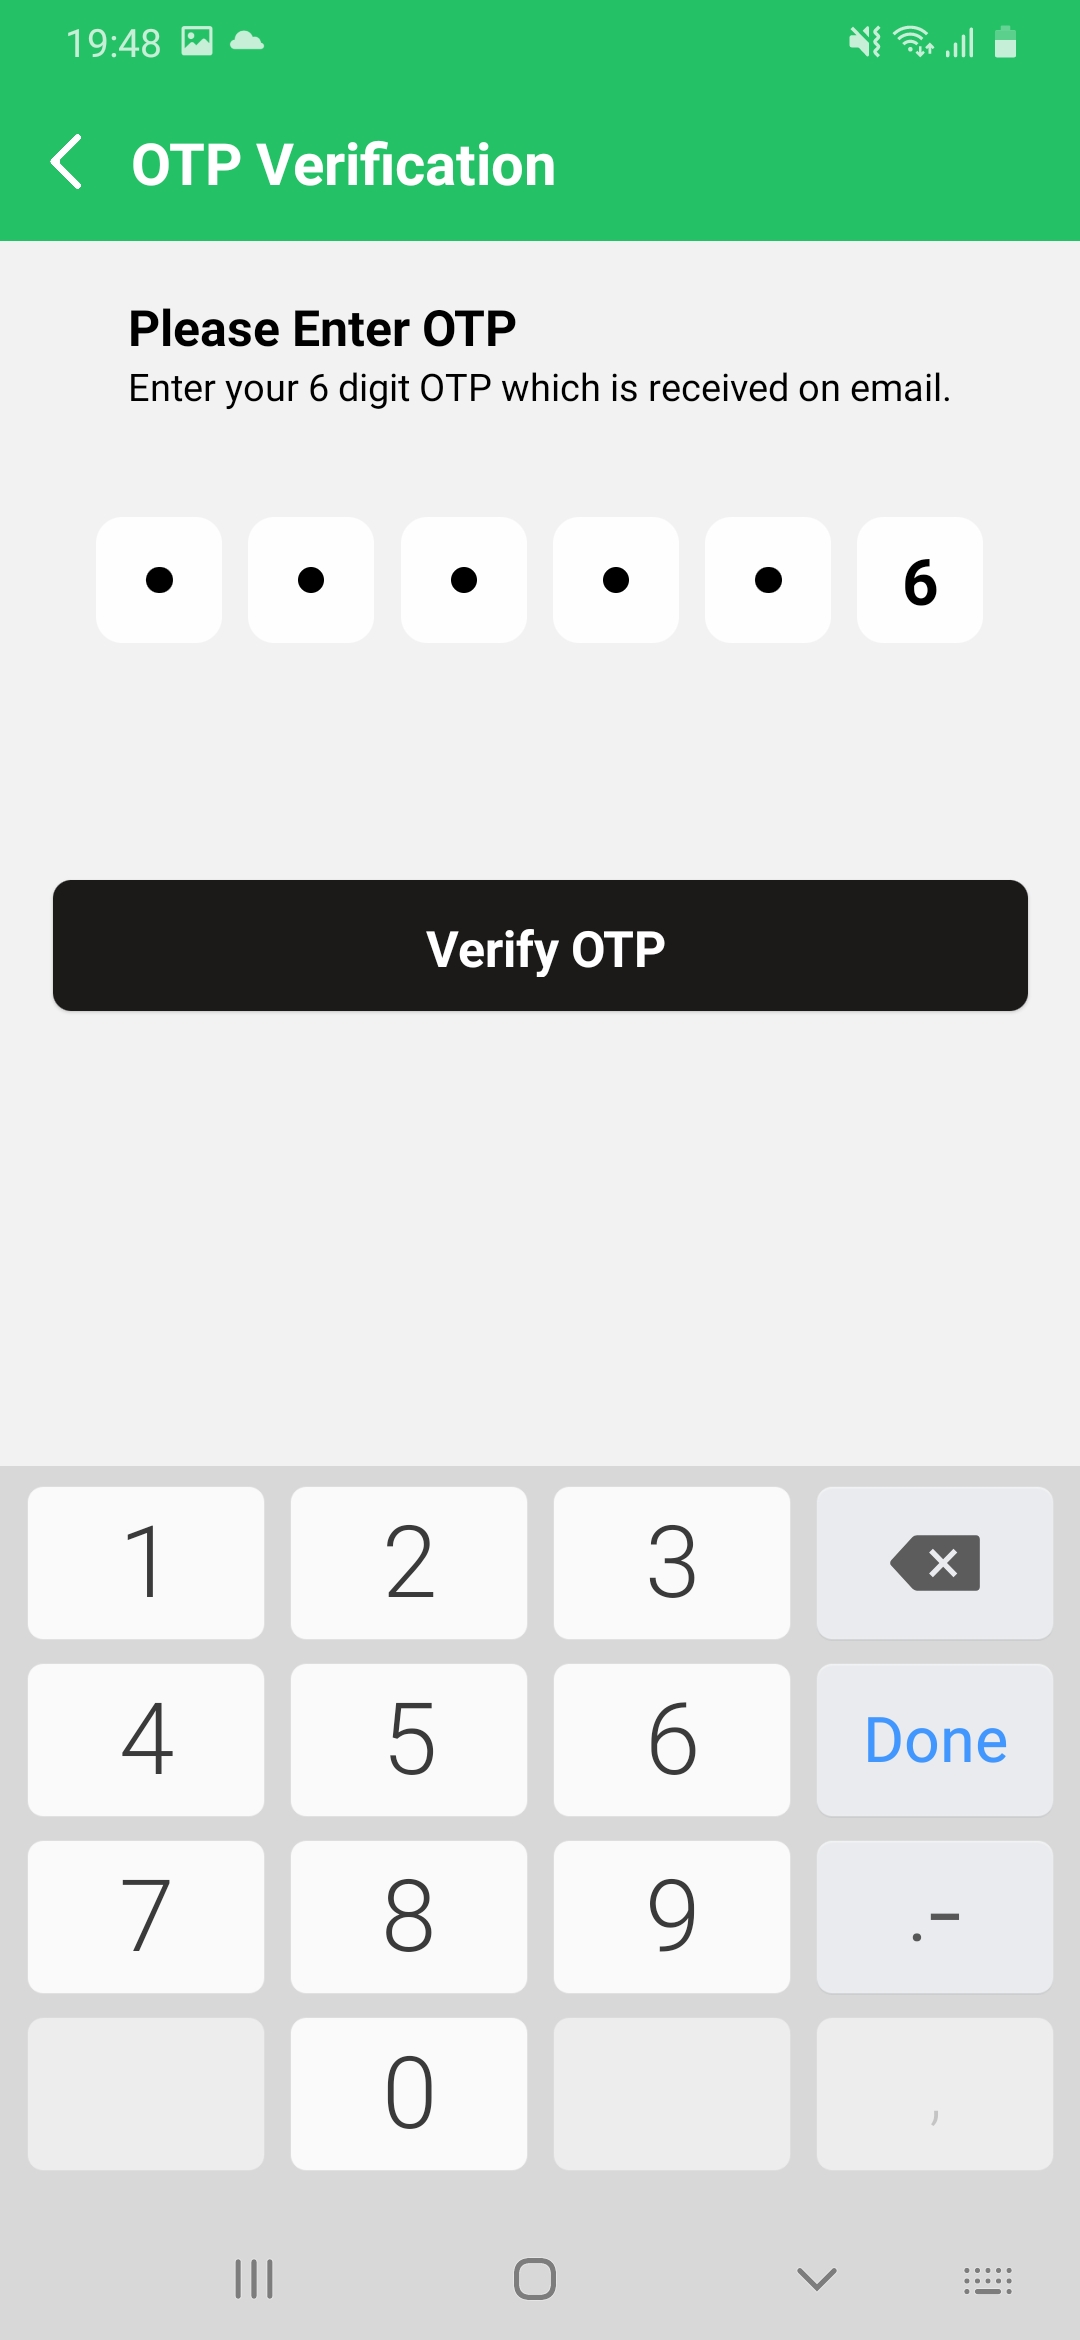 19:48
OTP Verification
Please Enter OTP
Enter your 6 digit OTP which is received on email.
● ● ● ● ● 6
Verify OTP
1 2 3
4 5 6 Done
7 8 9 .-
0 ,